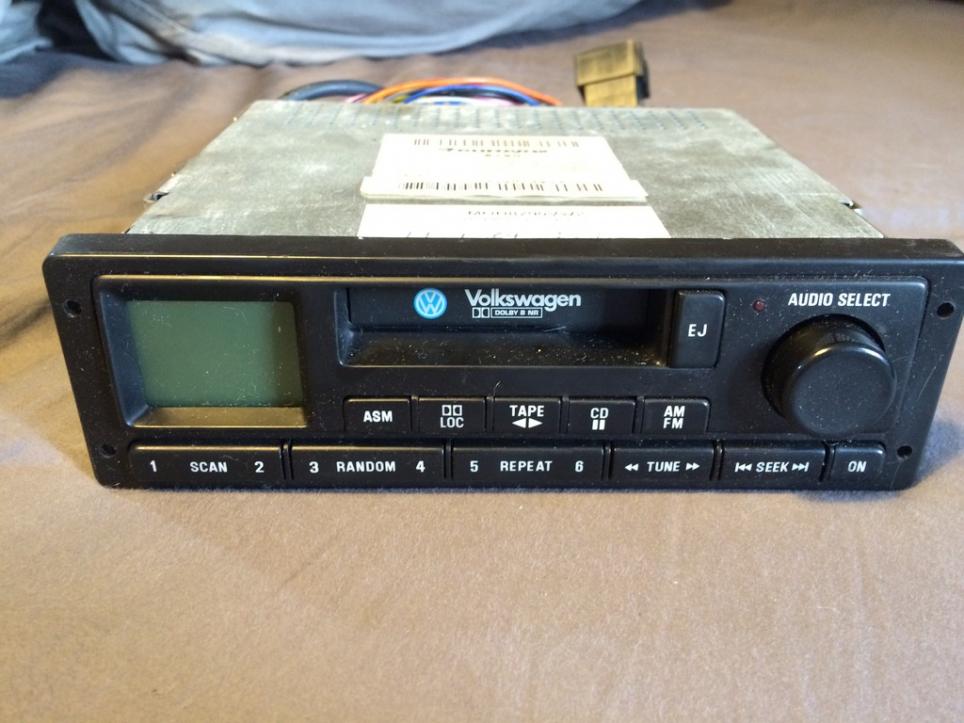 VW Volkswagen
DOLBY B NR
EJ
AUDIO SELECT
ASM
LOC
TAPE
CD
AM
FM
1 SCAN 2
3 RANDOM 4
5 REPEAT 6
TUNE
SEEK
ON